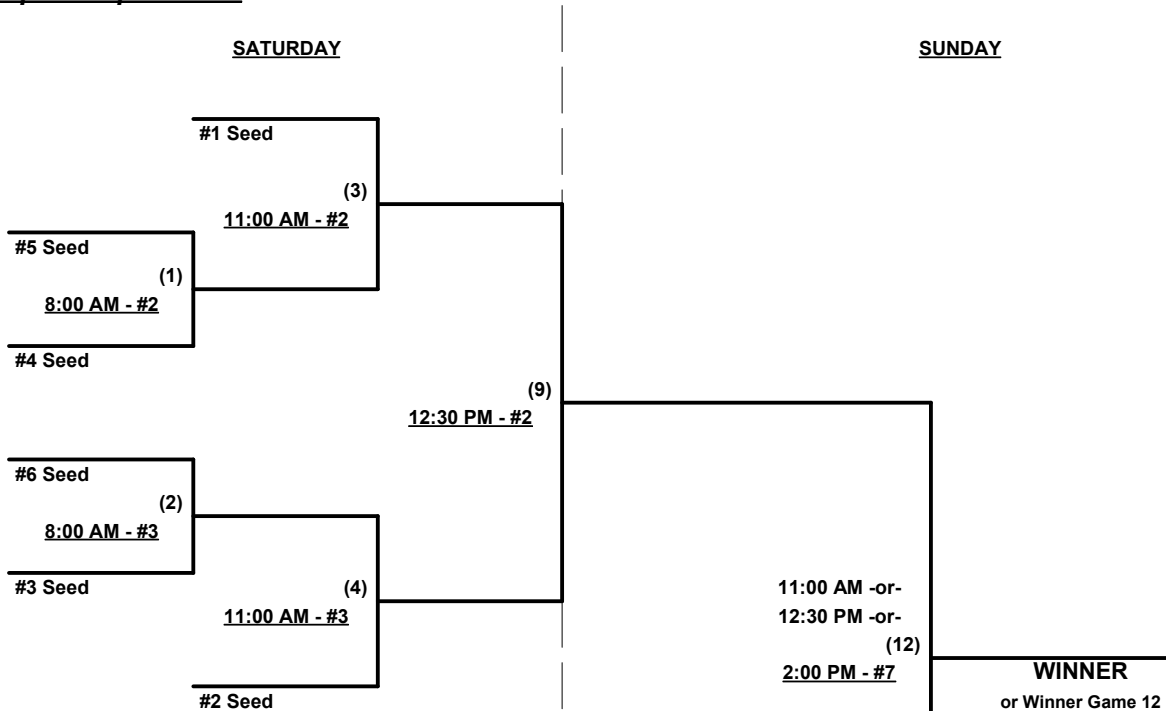 SATURDAY
SUNDAY
#1 Seed
(3)
11:00 AM - #2
#5 Seed
(1)
8:00 AM - #2
#4 Seed
(9)
12:30 PM - #2
#6 Seed
(2)
8:00 AM - #3
#3 Seed
(4)
11:00 AM - #3
11:00 AM -or-
12:30 PM -or-
(12)
2:00 PM - #7
WINNER
#2 Seed
or Winner Game 12